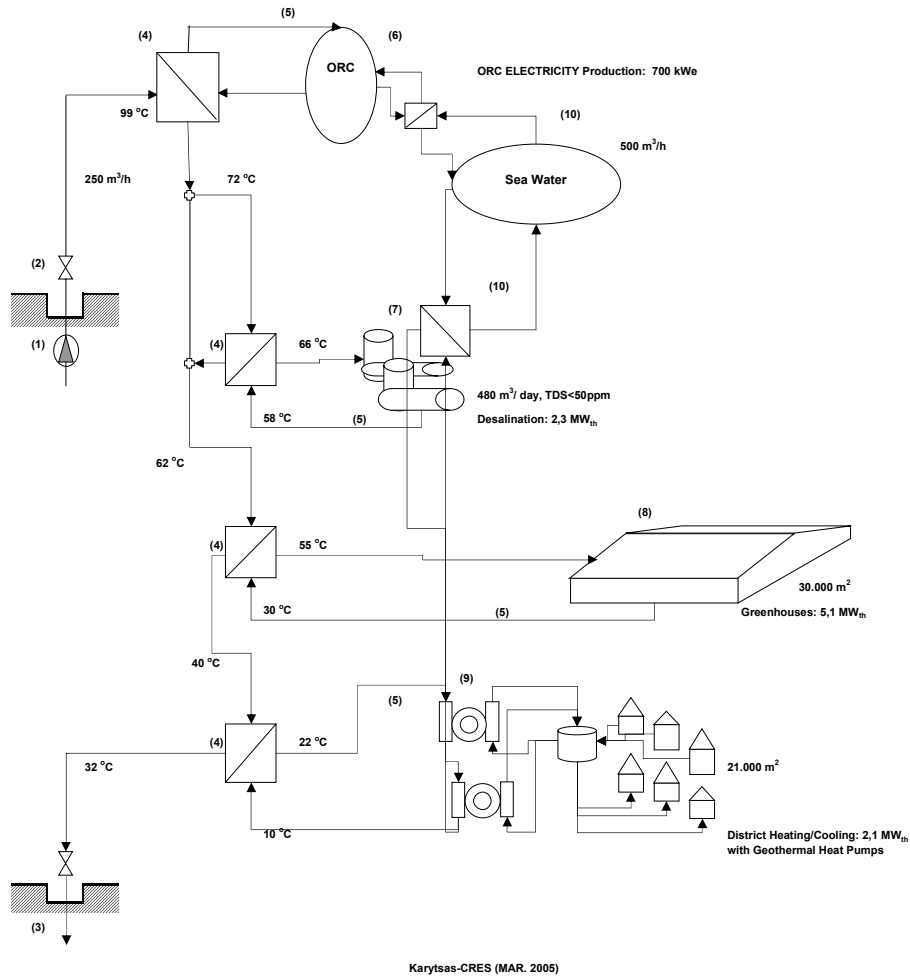 (5)
(4)
(6)
ORC
ORC ELECTRICITY Production: 700 kWe
99 °C
(10)
500 m³/h
250 m³/h
72 °C
Sea Water
(2)
(7)
(10)
(1)
(4)
66 °C
480 m³/ day, TDS<50ppm
58 °C
(5)
Desalination: 2,3 MWth
62 °C
(8)
(4)
55 °C
30.000 m²
30 °C
(5)
Greenhouses: 5,1 MWth
40 °C
(9)
(5)
(4)
22 °C
32 °C
21.000 m²
10 °C
District Heating/Cooling: 2,1 MWth
with Geothermal Heat Pumps
(3)
Karytsas-CRES (MAR. 2005)